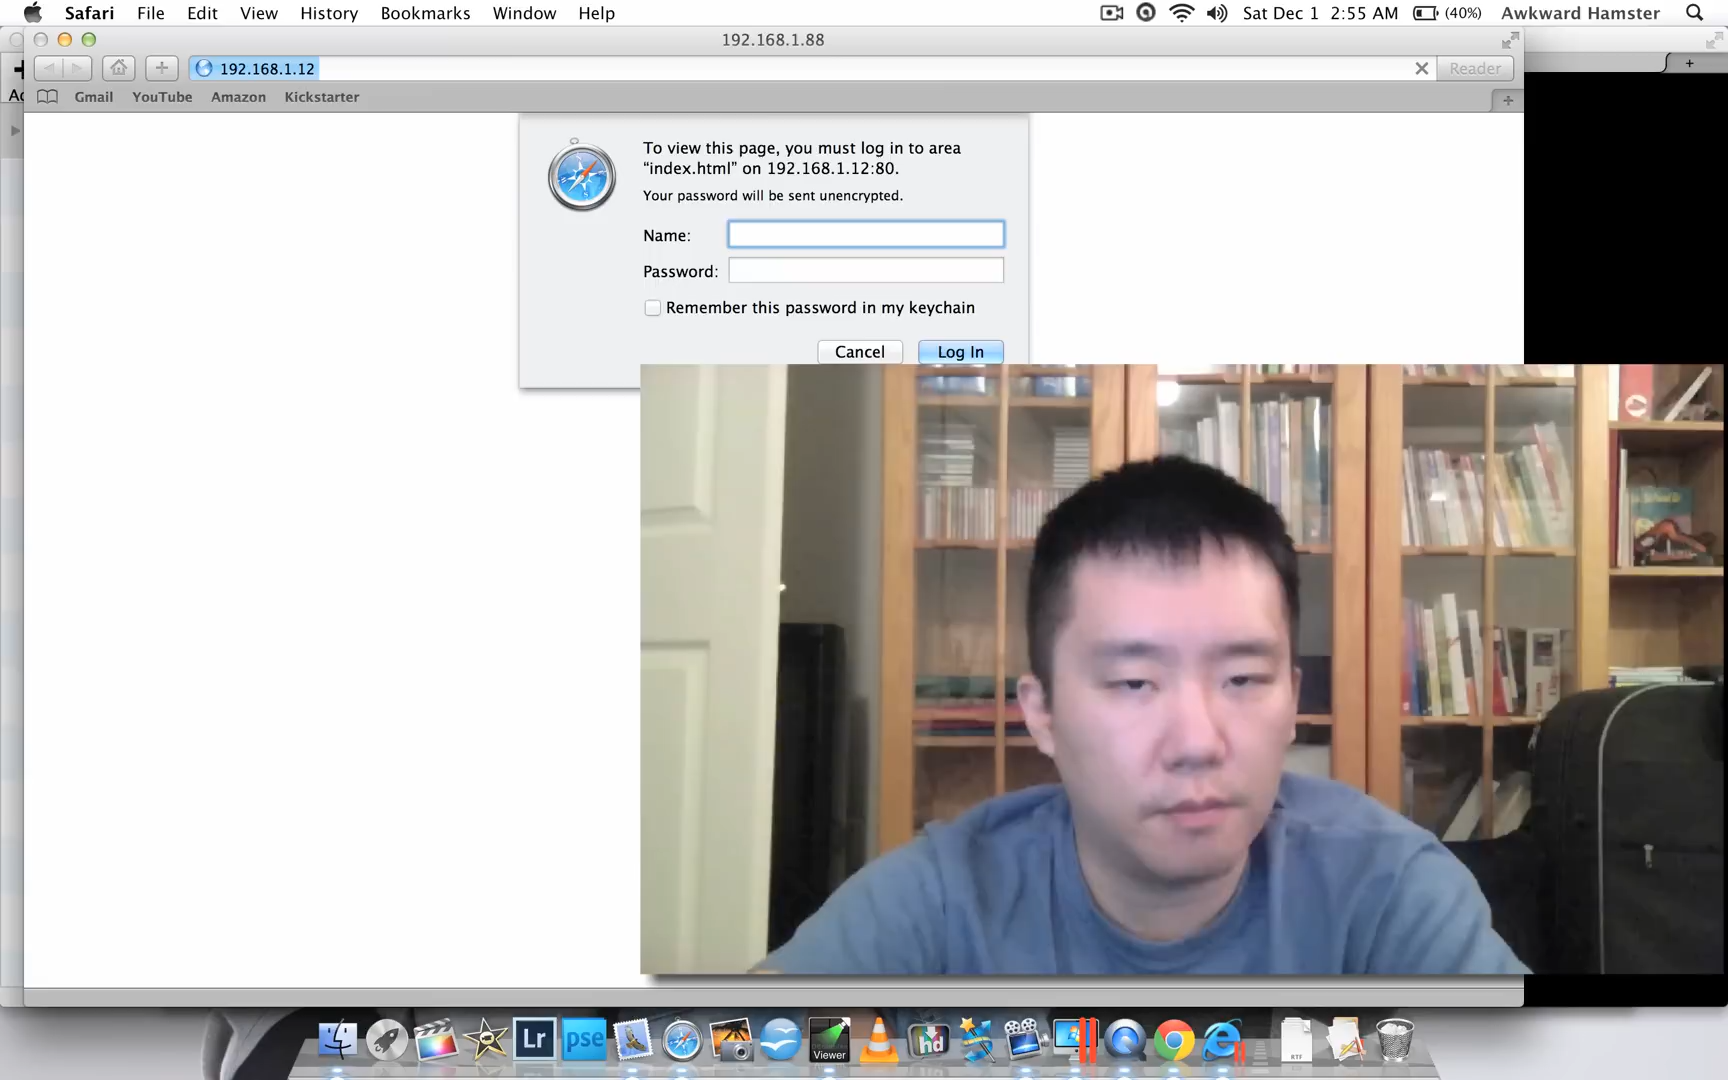 Safari File Edit View History Bookmarks Window Help
Sat Dec 1 2:55 AM (40%) Awkward Hamster
192.168.1.88
192.168.1.12
Reader
Gmail YouTube Amazon Kickstarter
To view this page, you must log in to area
“index.html” on 192.168.1.12:80.
Your password will be sent unencrypted.
Name:
Password:
Remember this password in my keychain
Cancel Log In
Lr pse Viewer hd RTF